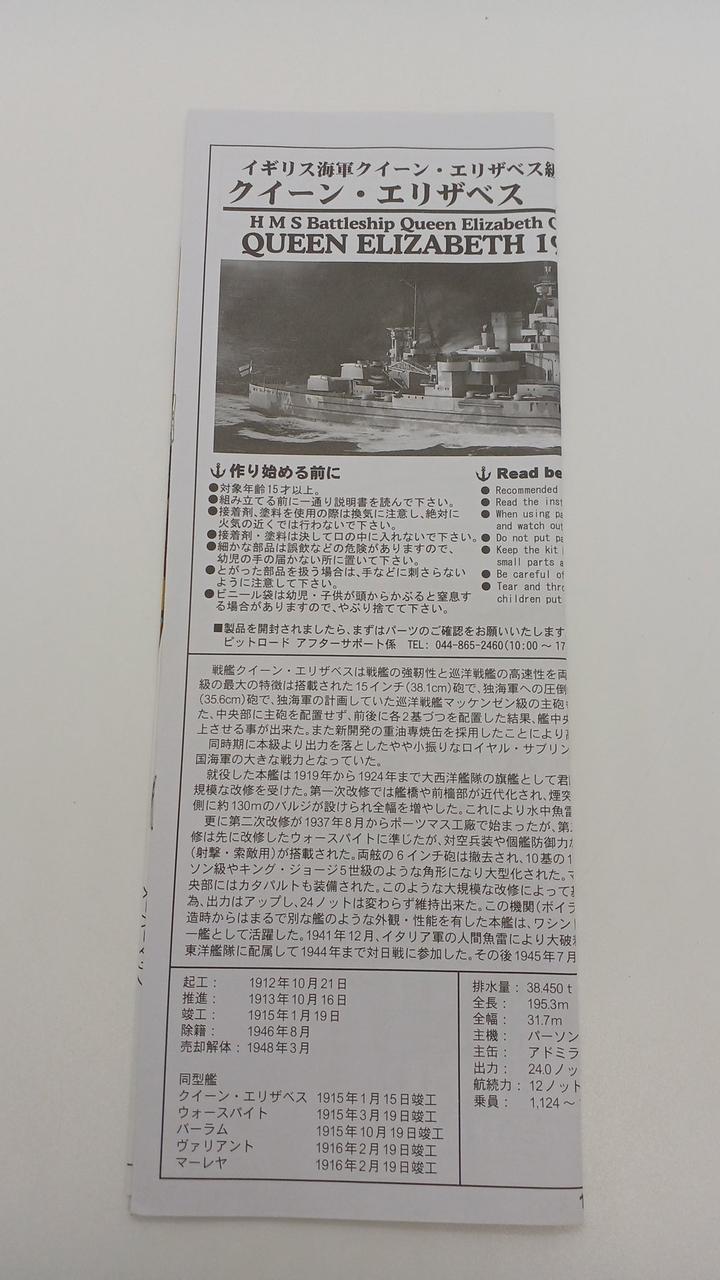 イギリス海軍クイーン・エリザベス級
クイーン・エリザベス
H M S Battleship Queen Elizabeth
QUEEN ELIZABETH 19
作り始める前に
●対象年齢15才以上。
●組み立てる前に一通り説明書を読んで下さい。
●接着剤、塗料を使用の際は換気に注意し、絶対に
火気の近くでは行わないで下さい。
●接着剤・塗料は決して口の中に入れないで下さい。
●細かな部品は誤飲などの危険がありますので、
幼児の手の届かない所に置いて下さい。
●とがった部品を扱う場合は、手などに刺さらない
ように注意して下さい。
●ビニール袋は幼児・子供が頭からかぶると窒息す
る場合がありますので、やぶり捨てて下さい。
Read be
● Recommended
● Read the inst
● When using pa
and watch out
● Do not put pa
● Keep the kit
small parts a
● Be careful of
● Tear and thro
children put
■製品を開封されましたら、まずはパーツのご確認をお願いいたします
ピットロード アフターサポート係 TEL: 044-865-2460(10:00～17
戦艦クイーン・エリザベスは戦艦の強靭性と巡洋戦艦の高速性を両
級の最大の特徴は搭載された15インチ(38.1cm)砲で、独海軍への圧倒
(35.6cm)砲で、独海軍の計画していた巡洋戦艦マッケンゼン級の主砲
た、中央部に主砲を配置せず、前後に各2基づつを配置した結果、艦中央
上させる事が出来た。また新開発の重油専焼缶を採用したことにより
同時期に本級より出力を落としたやや小振りなロイヤル・サブリン
国海軍の大きな戦力となっていた。
就役した本艦は1919年から1924年まで大西洋艦隊の旗艦として君
規模な改修を受けた。第一次改修では艦橋や前檣部が近代化され、煙突
側に約130mのバルジが設けられ全幅を増やした。これにより水中魚雷
更に第二次改修が1937年8月からポーツマス工廠で始まったが、第
修は先に改修したウォースパイトに準じたが、対空兵装や個艦防御力
(射撃・索敵用)が搭載された。両舷の6インチ砲は撤去され、10基の1
ソン級やキング・ジョージ5世級のような角形になり大型化された。
央部にはカタパルトも装備された。このような大規模な改修によって
為、出力はアップし、24ノットは変わらず維持出来た。この機関(ボイラ
造時からはまるで別な艦のような外観・性能を有した本艦は、ワシン
一艦として活躍した。1941年12月、イタリア軍の人間魚雷により大破
東洋艦隊に配属して1944年まで対日戦に参加した。その後1945年7月
起工： 1912年10月21日
推進： 1913年10月16日
竣工： 1915年1月19日
除籍： 1946年8月
売却解体：1948年3月
同型艦
クイーン・エリザベス 1915年1月15日竣工
ウォースパイト 1915年3月19日竣工
バーラム 1915年10月19日竣工
ヴァリアント 1916年2月19日竣工
マーレヤ 1916年2月19日竣工
排水量： 38.450ｔ
全長： 195.3m
全幅： 31.7m
主機： パーソン
主缶： アドミラ
出力： 24.0ノッ
航続力：12ノット
乗員： 1,124～